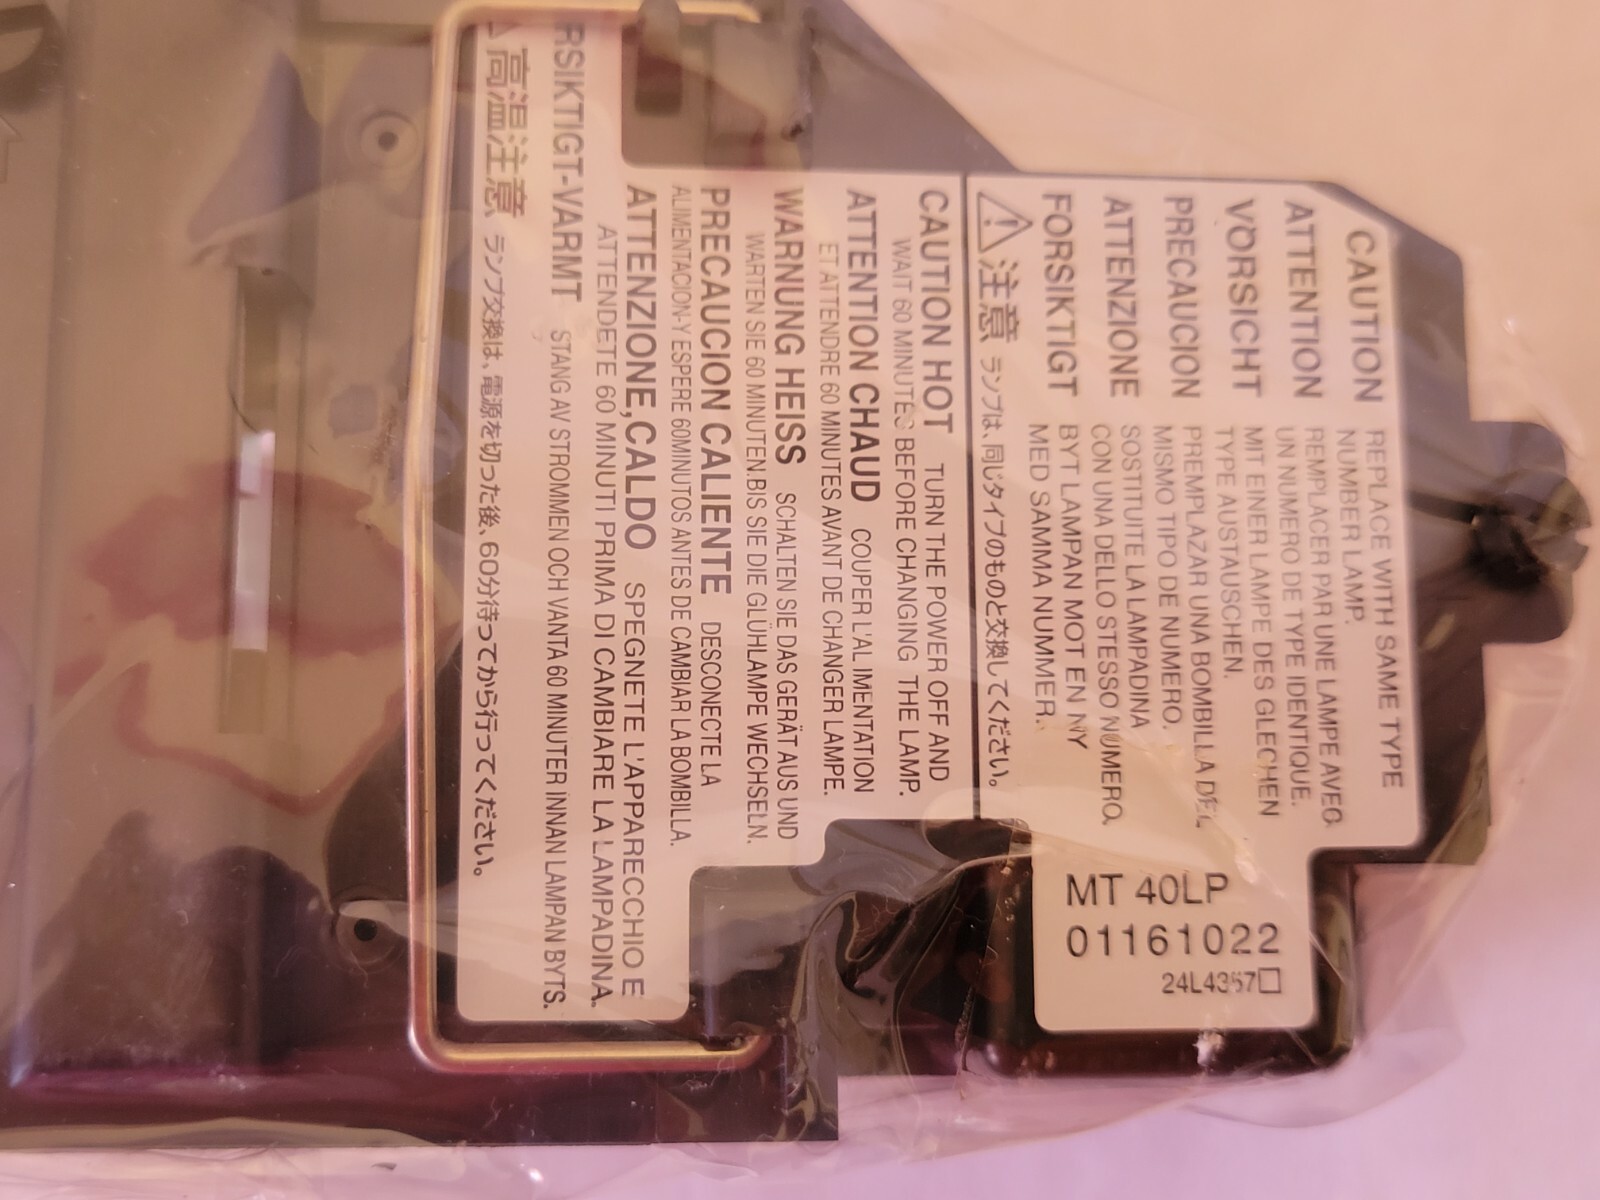 CAUTION REPLACE WITH SAME TYPE
NUMBER LAMP.
ATTENTION REMPLACER PAR UNE LAMPE AVEC
UN NUMERO DE TYPE IDENTIQUE.
VORSICHT MIT EINER LAMPE DES GLECHEN
TYPE AUSTAUSCHEN.
PRECAUCION PREMPLAZAR UNA BOMBILLA DEL
MISMO TIPO DE NUMERO.
ATTENZIONE SOSTITUITE LA LAMPADINA
CON UNA DELLO STESSO NUMERO.
FORSIKTIGT BYT LAMPAN MOT EN NY
MED SAMMA NUMMER.
注意 ランプは、同じタイプのものと交換してください。
MT 40LP
01161022
24L4357
CAUTION HOT TURN THE POWER OFF AND
WAIT 60 MINUTES BEFORE CHANGING THE LAMP.
ATTENTION CHAUD COUPER L'ALIMENTATION
ET ATTENDRE 60 MINUTES AVANT DE CHANGER LAMPE.
WARNUNG HEISS SCHALTEN SIE DAS GERÄT AUS UND
WARTEN SIE 60 MINUTEN.BIS SIE DIE GLÜHLAMPE WECHSELN.
PRECAUCION CALIENTE DESCONECTE LA
ALIMENTACION-Y ESPERE 60MINUTOS ANTES DE CAMBIAR LA BOMBILLA.
ATTENZIONE,CALDO SPEGNETE L'APPARECCHIO E
ATTENDETE 60 MINUTI PRIMA DI CAMBIARE LA LAMPADINA.
RSIKTIGT-VARMT STANG AV STROMMEN OCH VANTA 60 MINUTER INNAN LAMPAN BYTS.
高温注意 ランプ交換は、電源を切った後、60分待ってから行ってください。